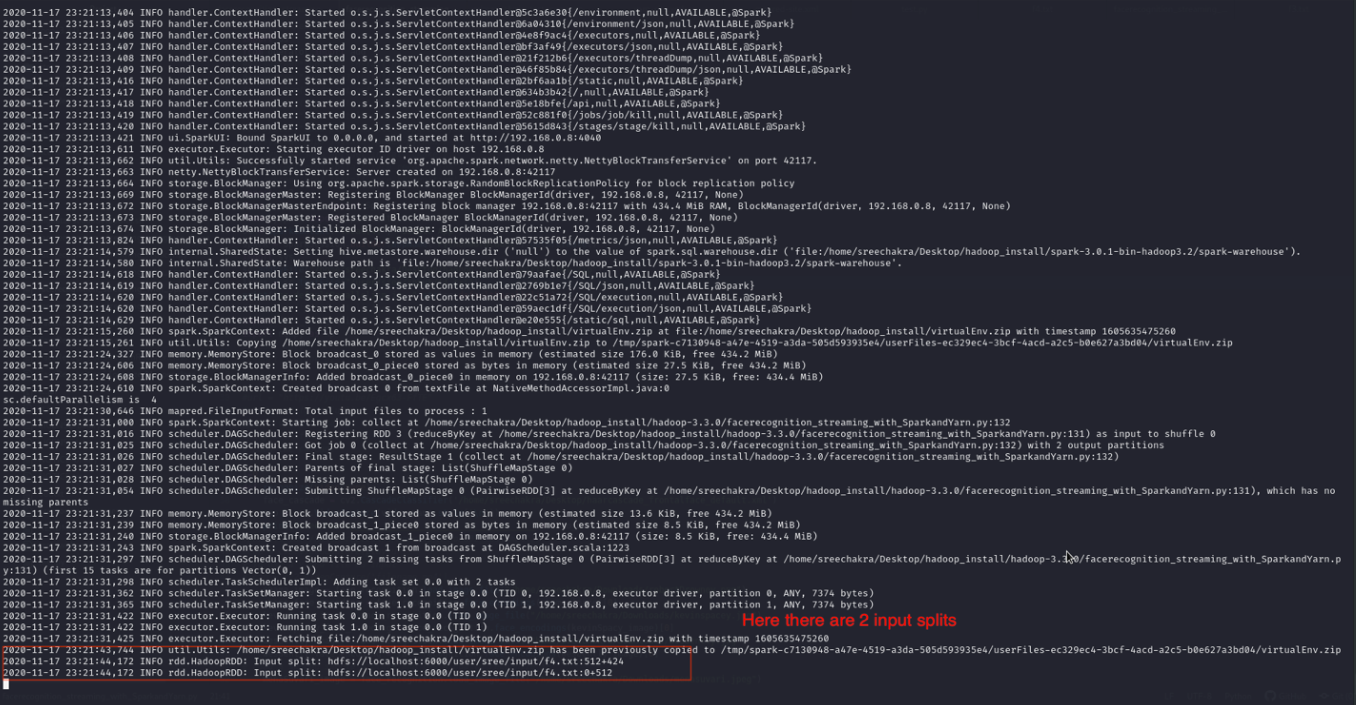 2020-11-17 23:21:13,404 INFO handler.ContextHandler: Started o.s.j.s.ServletContextHandler@5c3a6e30{/environment,null,AVAILABLE,@Spark}
2020-11-17 23:21:13,405 INFO handler.ContextHandler: Started o.s.j.s.ServletContextHandler@6a04310{/environment/json,null,AVAILABLE,@Spark}
2020-11-17 23:21:13,406 INFO handler.ContextHandler: Started o.s.j.s.ServletContextHandler@4e8f9ac4{/executors,null,AVAILABLE,@Spark}
2020-11-17 23:21:13,407 INFO handler.ContextHandler: Started o.s.j.s.ServletContextHandler@bf3af49{/executors/json,null,AVAILABLE,@Spark}
2020-11-17 23:21:13,408 INFO handler.ContextHandler: Started o.s.j.s.ServletContextHandler@21f212b6{/executors/threadDump,null,AVAILABLE,@Spark}
2020-11-17 23:21:13,409 INFO handler.ContextHandler: Started o.s.j.s.ServletContextHandler@46f85b84{/executors/threadDump/json,null,AVAILABLE,@Spark}
2020-11-17 23:21:13,416 INFO handler.ContextHandler: Started o.s.j.s.ServletContextHandler@2bf6aa1b{/static,null,AVAILABLE,@Spark}
2020-11-17 23:21:13,417 INFO handler.ContextHandler: Started o.s.j.s.ServletContextHandler@634b3b42{/,null,AVAILABLE,@Spark}
2020-11-17 23:21:13,418 INFO handler.ContextHandler: Started o.s.j.s.ServletContextHandler@5e18bfe{/api,null,AVAILABLE,@Spark}
2020-11-17 23:21:13,419 INFO handler.ContextHandler: Started o.s.j.s.ServletContextHandler@52c881f0{/jobs/job/kill,null,AVAILABLE,@Spark}
2020-11-17 23:21:13,420 INFO handler.ContextHandler: Started o.s.j.s.ServletContextHandler@5615d843{/stages/stage/kill,null,AVAILABLE,@Spark}
2020-11-17 23:21:13,421 INFO ui.SparkUI: Bound SparkUI to 0.0.0.0, and started at http://192.168.0.8:4040
2020-11-17 23:21:13,611 INFO executor.Executor: Starting executor ID driver on host 192.168.0.8
2020-11-17 23:21:13,662 INFO util.Utils: Successfully started service 'org.apache.spark.network.netty.NettyBlockTransferService' on port 42117.
2020-11-17 23:21:13,663 INFO netty.NettyBlockTransferService: Server created on 192.168.0.8:42117
2020-11-17 23:21:13,664 INFO storage.BlockManager: Using org.apache.spark.storage.RandomBlockReplicationPolicy for block replication policy
2020-11-17 23:21:13,669 INFO storage.BlockManagerMaster: Registering BlockManager BlockManagerId(driver, 192.168.0.8, 42117, None)
2020-11-17 23:21:13,672 INFO storage.BlockManagerMasterEndpoint: Registering block manager 192.168.0.8:42117 with 434.4 MiB RAM, BlockManagerId(driver, 192.168.0.8, 42117, None)
2020-11-17 23:21:13,673 INFO storage.BlockManagerMaster: Registered BlockManager BlockManagerId(driver, 192.168.0.8, 42117, None)
2020-11-17 23:21:13,674 INFO storage.BlockManager: Initialized BlockManager: BlockManagerId(driver, 192.168.0.8, 42117, None)
2020-11-17 23:21:13,824 INFO handler.ContextHandler: Started o.s.j.s.ServletContextHandler@57535f05{/metrics/json,null,AVAILABLE,@Spark}
2020-11-17 23:21:14,579 INFO internal.SharedState: Setting hive.metastore.warehouse.dir ('null') to the value of spark.sql.warehouse.dir ('file:/home/sreechakra/Desktop/hadoop_install/spark-3.0.1-bin-hadoop3.2/spark-warehouse').
2020-11-17 23:21:14,580 INFO internal.SharedState: Warehouse path is 'file:/home/sreechakra/Desktop/hadoop_install/spark-3.0.1-bin-hadoop3.2/spark-warehouse'.
2020-11-17 23:21:14,618 INFO handler.ContextHandler: Started o.s.j.s.ServletContextHandler@79aafae{/SQL,null,AVAILABLE,@Spark}
2020-11-17 23:21:14,619 INFO handler.ContextHandler: Started o.s.j.s.ServletContextHandler@2769b1e7{/SQL/json,null,AVAILABLE,@Spark}
2020-11-17 23:21:14,620 INFO handler.ContextHandler: Started o.s.j.s.ServletContextHandler@22c51a72{/SQL/execution,null,AVAILABLE,@Spark}
2020-11-17 23:21:14,620 INFO handler.ContextHandler: Started o.s.j.s.ServletContextHandler@59aec1df{/SQL/execution/json,null,AVAILABLE,@Spark}
2020-11-17 23:21:14,629 INFO handler.ContextHandler: Started o.s.j.s.ServletContextHandler@e20e555{/static/sql,null,AVAILABLE,@Spark}
2020-11-17 23:21:15,260 INFO spark.SparkContext: Added file /home/sreechakra/Desktop/hadoop_install/virtualEnv.zip at file:/home/sreechakra/Desktop/hadoop_install/virtualEnv.zip with timestamp 1605635475260
2020-11-17 23:21:15,261 INFO util.Utils: Copying /home/sreechakra/Desktop/hadoop_install/virtualEnv.zip to /tmp/spark-c7130948-a47e-4519-a3da-505d593935e4/userFiles-ec329ec4-3bcf-4acd-a2c5-b0e627a3bd04/virtualEnv.zip
2020-11-17 23:21:24,327 INFO memory.MemoryStore: Block broadcast_0 stored as values in memory (estimated size 176.0 KiB, free 434.2 MiB)
2020-11-17 23:21:24,606 INFO memory.MemoryStore: Block broadcast_0_piece0 stored as bytes in memory (estimated size 27.5 KiB, free 434.2 MiB)
2020-11-17 23:21:24,608 INFO storage.BlockManagerInfo: Added broadcast_0_piece0 in memory on 192.168.0.8:42117 (size: 27.5 KiB, free: 434.4 MiB)
2020-11-17 23:21:24,610 INFO spark.SparkContext: Created broadcast 0 from textFile at NativeMethodAccessorImpl.java:0
sc.defaultParallelism is  4
2020-11-17 23:21:30,646 INFO mapred.FileInputFormat: Total input files to process : 1
2020-11-17 23:21:31,000 INFO spark.SparkContext: Starting job: collect at /home/sreechakra/Desktop/hadoop_install/hadoop-3.3.0/facerecognition_streaming_with_SparkandYarn.py:132
2020-11-17 23:21:31,016 INFO scheduler.DAGScheduler: Registering RDD 3 (reduceByKey at /home/sreechakra/Desktop/hadoop_install/hadoop-3.3.0/facerecognition_streaming_with_SparkandYarn.py:131) as input to shuffle 0
2020-11-17 23:21:31,025 INFO scheduler.DAGScheduler: Got job 0 (collect at /home/sreechakra/Desktop/hadoop_install/hadoop-3.3.0/facerecognition_streaming_with_SparkandYarn.py:132) with 2 output partitions
2020-11-17 23:21:31,026 INFO scheduler.DAGScheduler: Final stage: ResultStage 1 (collect at /home/sreechakra/Desktop/hadoop_install/hadoop-3.3.0/facerecognition_streaming_with_SparkandYarn.py:132)
2020-11-17 23:21:31,027 INFO scheduler.DAGScheduler: Parents of final stage: List(ShuffleMapStage 0)
2020-11-17 23:21:31,028 INFO scheduler.DAGScheduler: Missing parents: List(ShuffleMapStage 0)
2020-11-17 23:21:31,054 INFO scheduler.DAGScheduler: Submitting ShuffleMapStage 0 (PairwiseRDD[3] at reduceByKey at /home/sreechakra/Desktop/hadoop_install/hadoop-3.3.0/facerecognition_streaming_with_SparkandYarn.py:131), which has no
missing parents
2020-11-17 23:21:31,237 INFO memory.MemoryStore: Block broadcast_1 stored as values in memory (estimated size 13.6 KiB, free 434.2 MiB)
2020-11-17 23:21:31,239 INFO memory.MemoryStore: Block broadcast_1_piece0 stored as bytes in memory (estimated size 8.5 KiB, free 434.2 MiB)
2020-11-17 23:21:31,240 INFO storage.BlockManagerInfo: Added broadcast_1_piece0 in memory on 192.168.0.8:42117 (size: 8.5 KiB, free: 434.4 MiB)
2020-11-17 23:21:31,243 INFO spark.SparkContext: Created broadcast 1 from broadcast at DAGScheduler.scala:1223
2020-11-17 23:21:31,297 INFO scheduler.DAGScheduler: Submitting 2 missing tasks from ShuffleMapStage 0 (PairwiseRDD[3] at reduceByKey at /home/sreechakra/Desktop/hadoop_install/hadoop-3.3.0/facerecognition_streaming_with_SparkandYarn.p
y:131) (first 15 tasks are for partitions Vector(0, 1))
2020-11-17 23:21:31,298 INFO scheduler.TaskSchedulerImpl: Adding task set 0.0 with 2 tasks
2020-11-17 23:21:31,362 INFO scheduler.TaskSetManager: Starting task 0.0 in stage 0.0 (TID 0, 192.168.0.8, executor driver, partition 0, ANY, 7374 bytes)
2020-11-17 23:21:31,365 INFO scheduler.TaskSetManager: Starting task 1.0 in stage 0.0 (TID 1, 192.168.0.8, executor driver, partition 1, ANY, 7374 bytes)
2020-11-17 23:21:31,422 INFO executor.Executor: Running task 0.0 in stage 0.0 (TID 0)
2020-11-17 23:21:31,422 INFO executor.Executor: Running task 1.0 in stage 0.0 (TID 1)
Here there are 2 input splits
2020-11-17 23:21:31,425 INFO executor.Executor: Fetching file:/home/sreechakra/Desktop/hadoop_install/virtualEnv.zip with timestamp 1605635475260
2020-11-17 23:21:43,744 INFO util.Utils: /home/sreechakra/Desktop/hadoop_install/virtualEnv.zip has been previously copied to /tmp/spark-c7130948-a47e-4519-a3da-505d593935e4/userFiles-ec329ec4-3bcf-4acd-a2c5-b0e627a3bd04/virtualEnv.zip
2020-11-17 23:21:44,172 INFO rdd.HadoopRDD: Input split: hdfs://localhost:6000/user/sree/input/f4.txt:512+424
2020-11-17 23:21:44,172 INFO rdd.HadoopRDD: Input split: hdfs://localhost:6000/user/sree/input/f4.txt:0+512